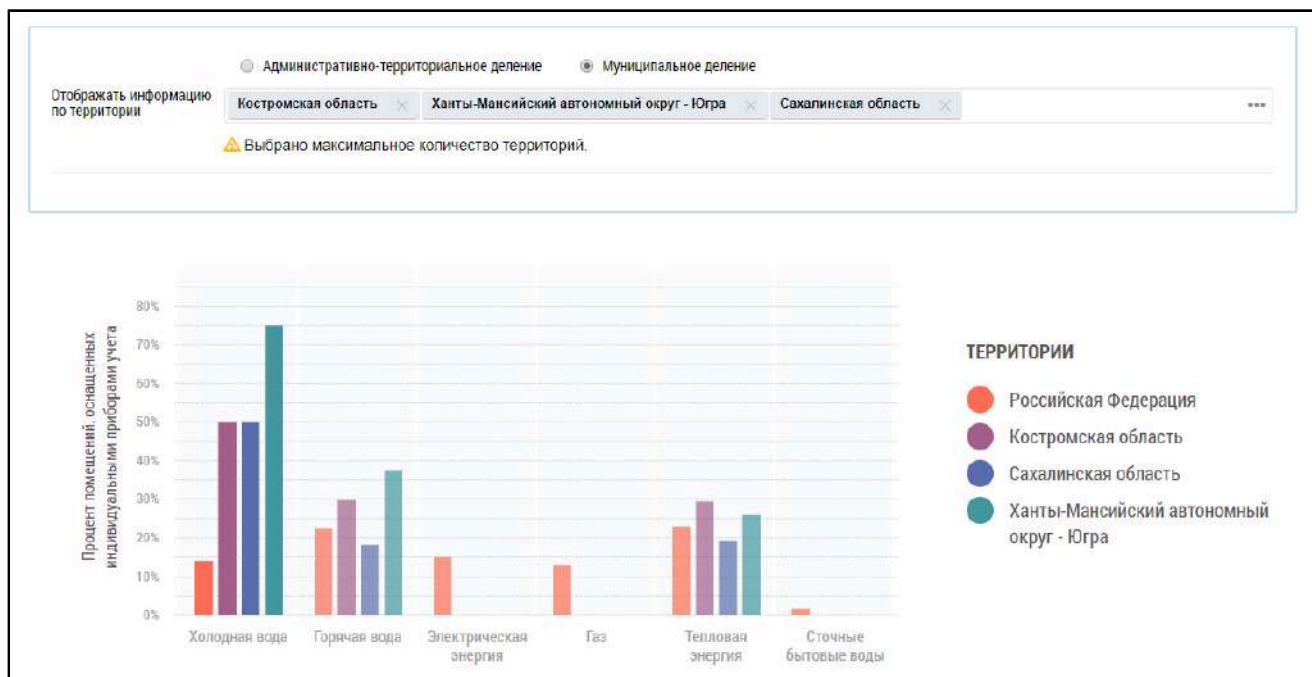 Административно-территориальное деление
Муниципальное деление
Отображать информацию
по территории
Костромская область
Ханты-Мансийский автономный округ - Югра
Сахалинская область
Выбрано максимальное количество территорий.
Процент помещений, оснащенных
индивидуальными приборами учета
80%
70%
60%
50%
40%
30%
20%
10%
0%
Холодная вода
Горячая вода
Электрическая
энергия
Газ
Тепловая
энергия
Сточные
бытовые воды
ТЕРРИТОРИИ
Российская Федерация
Костромская область
Сахалинская область
Ханты-Мансийский автономный
округ - Югра